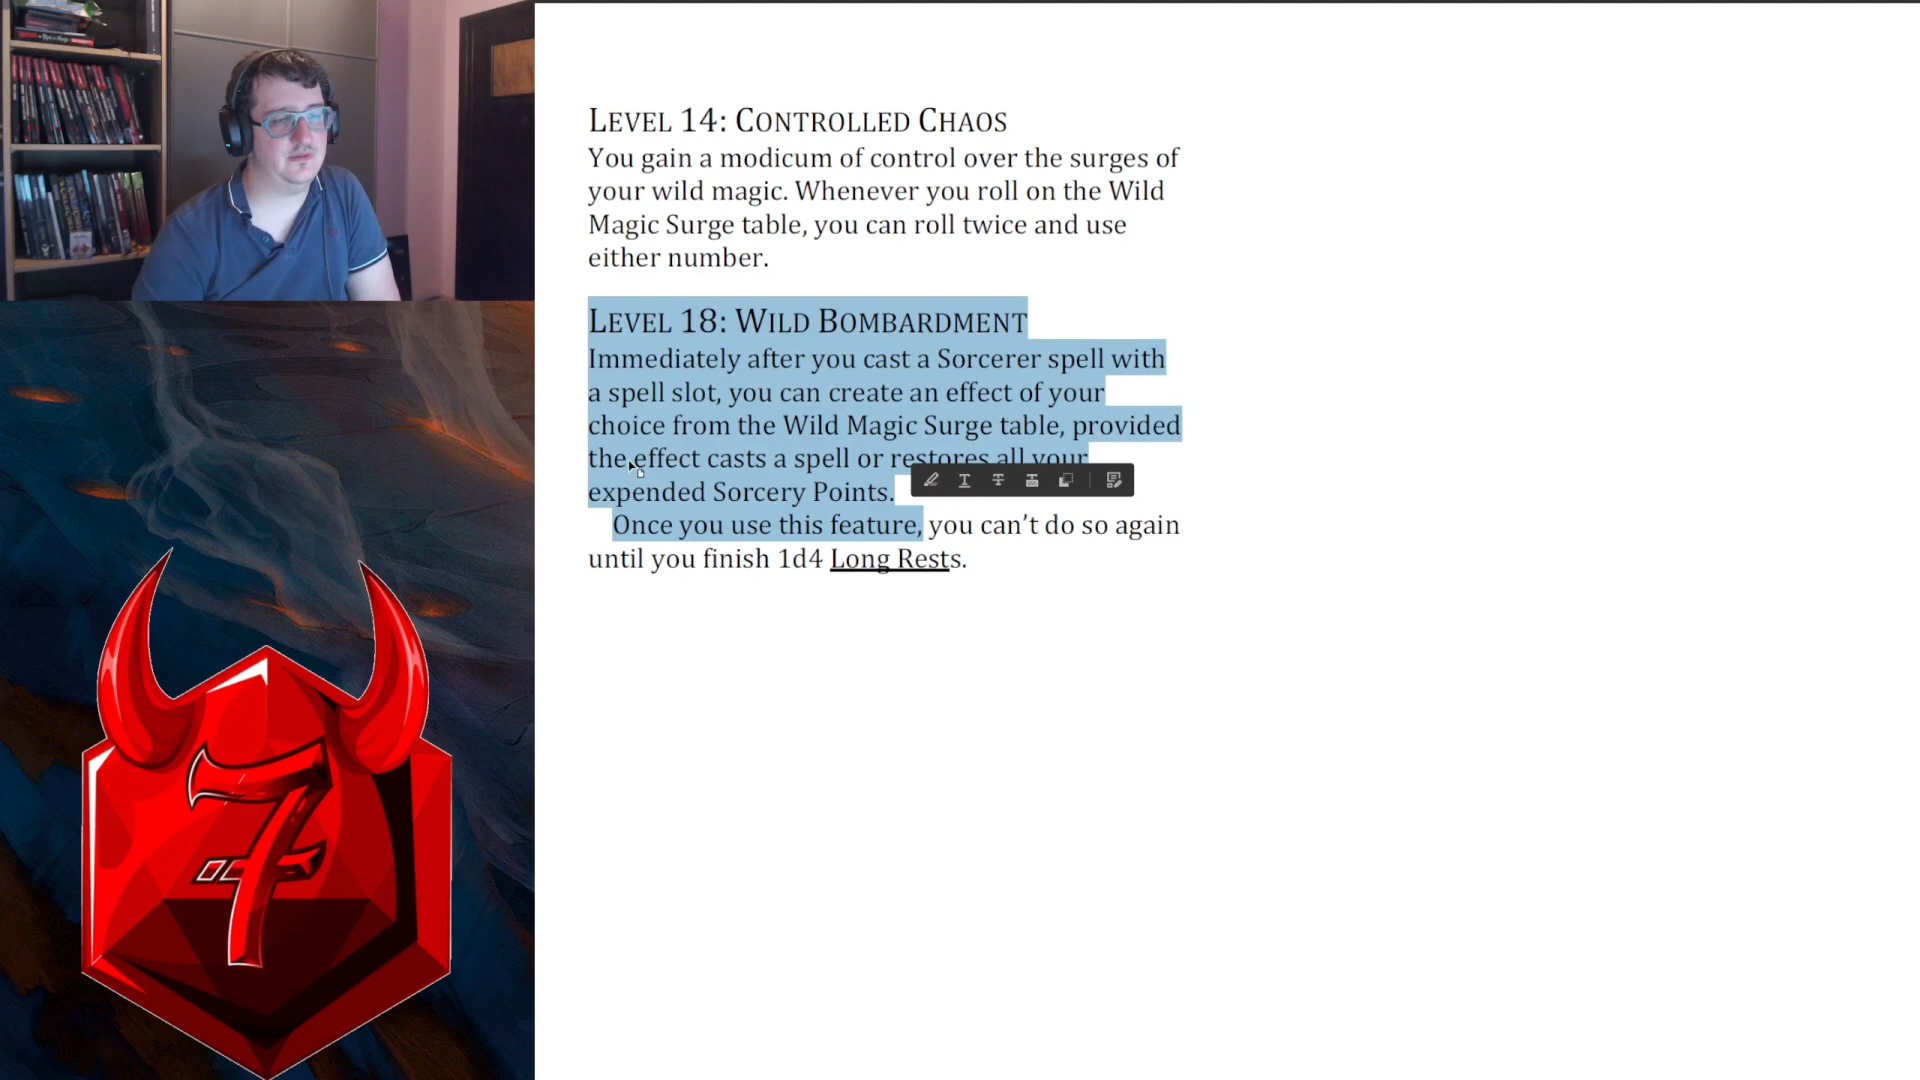 LEVEL 14: CONTROLLED CHAOS
You gain a modicum of control over the surges of
your wild magic. Whenever you roll on the Wild
Magic Surge table, you can roll twice and use
either number.
LEVEL 18: WILD BOMBARDMENT
Immediately after you cast a Sorcerer spell with
a spell slot, you can create an effect of your
choice from the Wild Magic Surge table, provided
the effect casts a spell or restores all your
expended Sorcery Points.
Once you use this feature, you can’t do so again
until you finish 1d4 Long Rests.
7